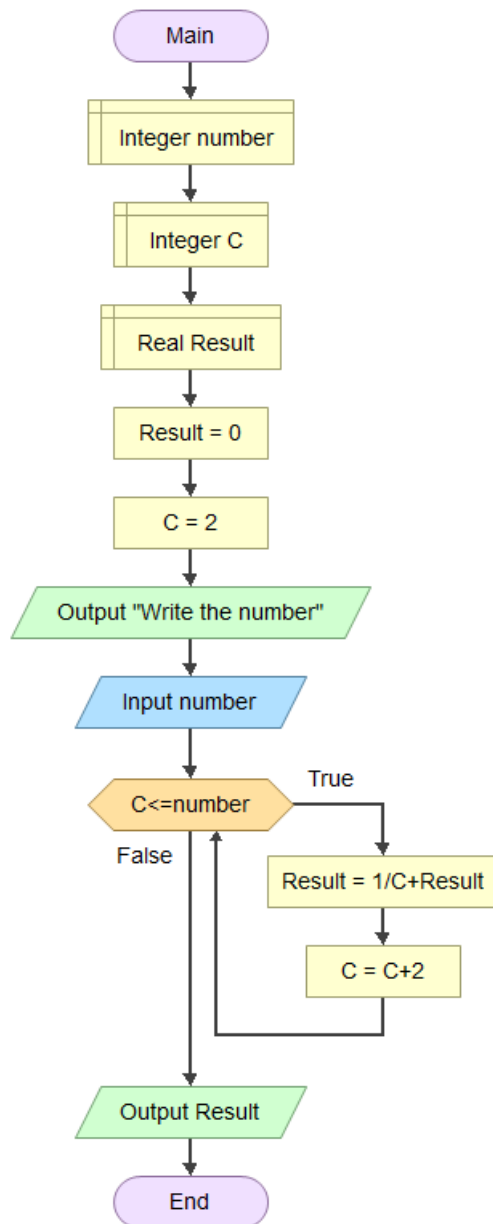 Main
Integer number
Integer C
Real Result
Result = 0
C = 2
Output "Write the number"
Input number
C<=number
True
False
Result = 1/C+Result
C = C+2
Output Result
End